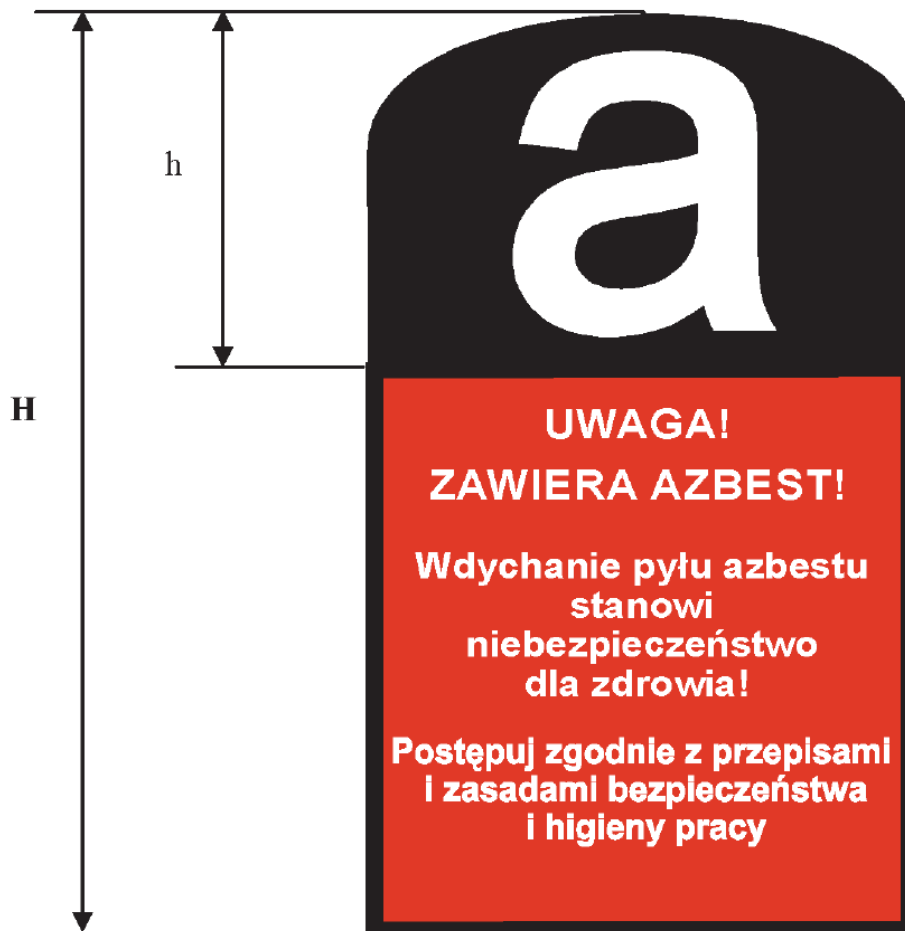 a
h
H
UWAGA!
ZAWIERA AZBEST!
Wdychanie pyłu azbestu
stanowi
niebezpieczeństwo
dla zdrowia!
Postępuj zgodnie z przepisami
i zasadami bezpieczeństwa
i higieny pracy